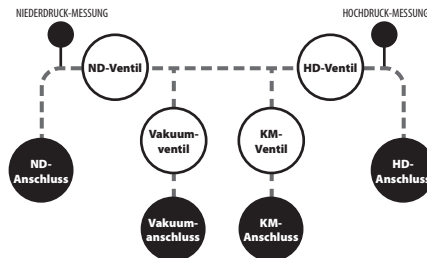 NIEDERDRUCK-MESSUNG
HOCHDRUCK-MESSUNG
ND-Ventil
HD-Ventil
Vakuum-
ventil
KM-
Ventil
ND-
Anschluss
HD-
Anschluss
Vakuum-
anschluss
KM-
Anschluss